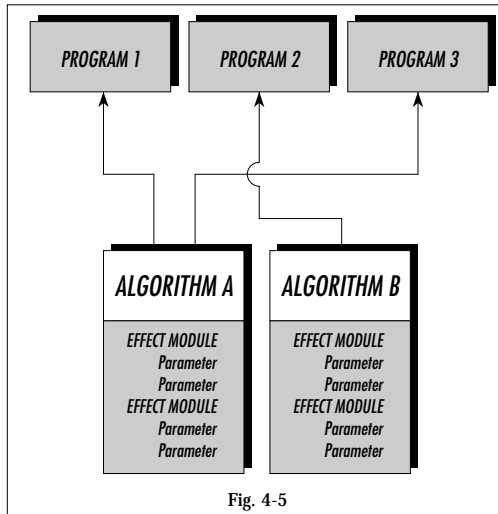 PROGRAM 1
PROGRAM 2
PROGRAM 3
ALGORITHM A
EFFECT MODULE
Parameter
Parameter
EFFECT MODULE
Parameter
Parameter
ALGORITHM B
EFFECT MODULE
Parameter
Parameter
EFFECT MODULE
Parameter
Parameter
Fig. 4-5